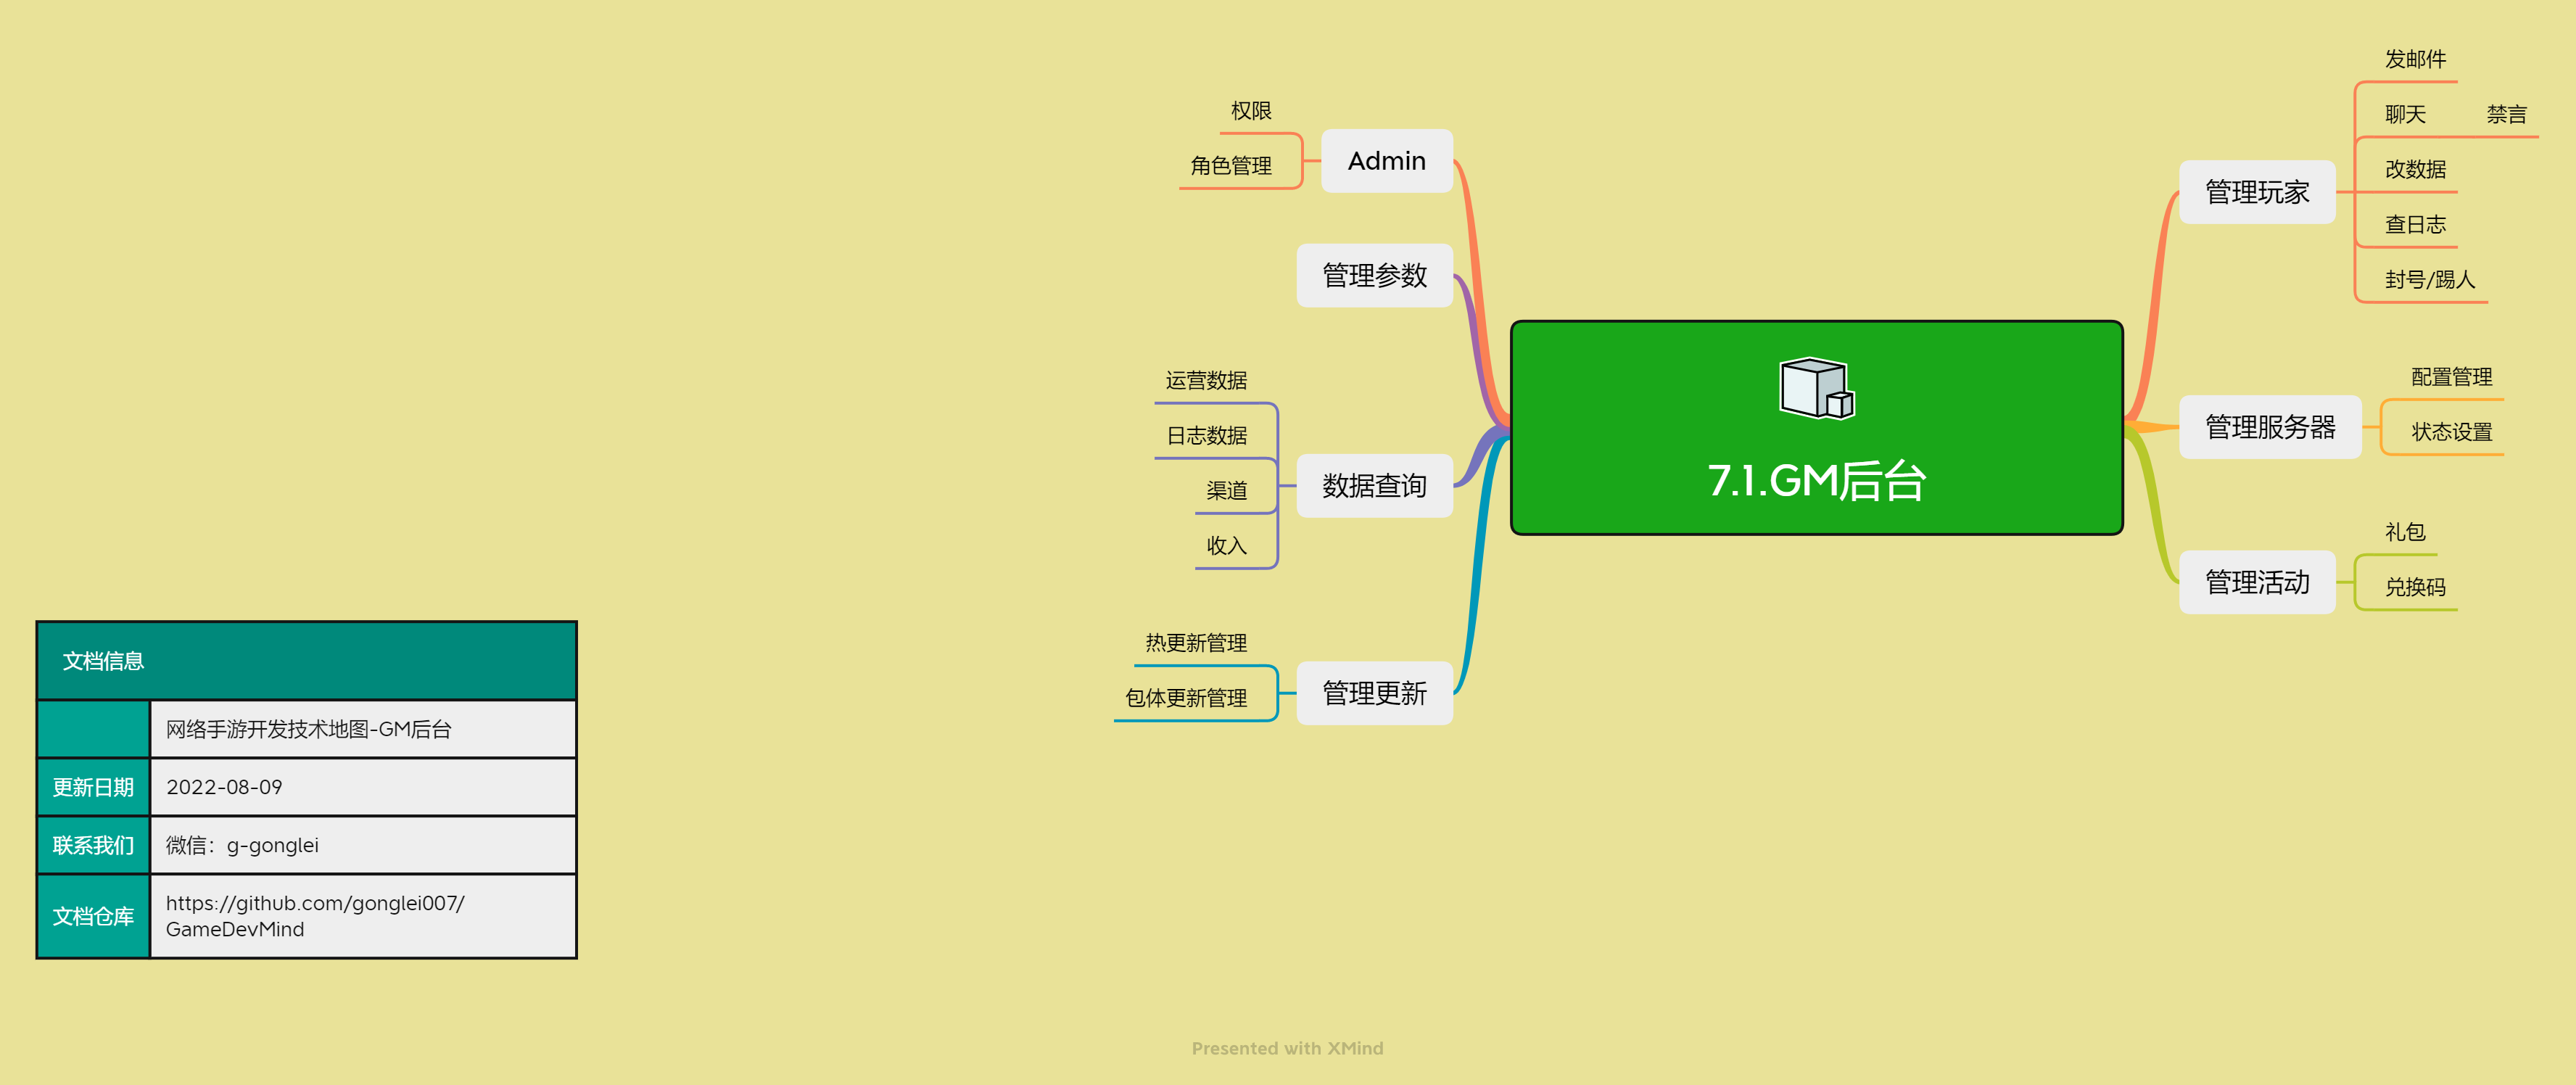 7.1.GM后台
管理玩家
发邮件
聊天
禁言
改数据
查日志
封号/踢人
管理服务器
配置管理
状态设置
管理活动
礼包
兑换码
Admin
权限
角色管理
管理参数
数据查询
运营数据
日志数据
渠道
收入
管理更新
热更新管理
包体更新管理
文档信息
网络手游开发技术地图-GM后台
更新日期
2022-08-09
联系我们
微信：g-gonglei
文档仓库
https://github.com/gonglei007/
GameDevMind
Presented with XMind